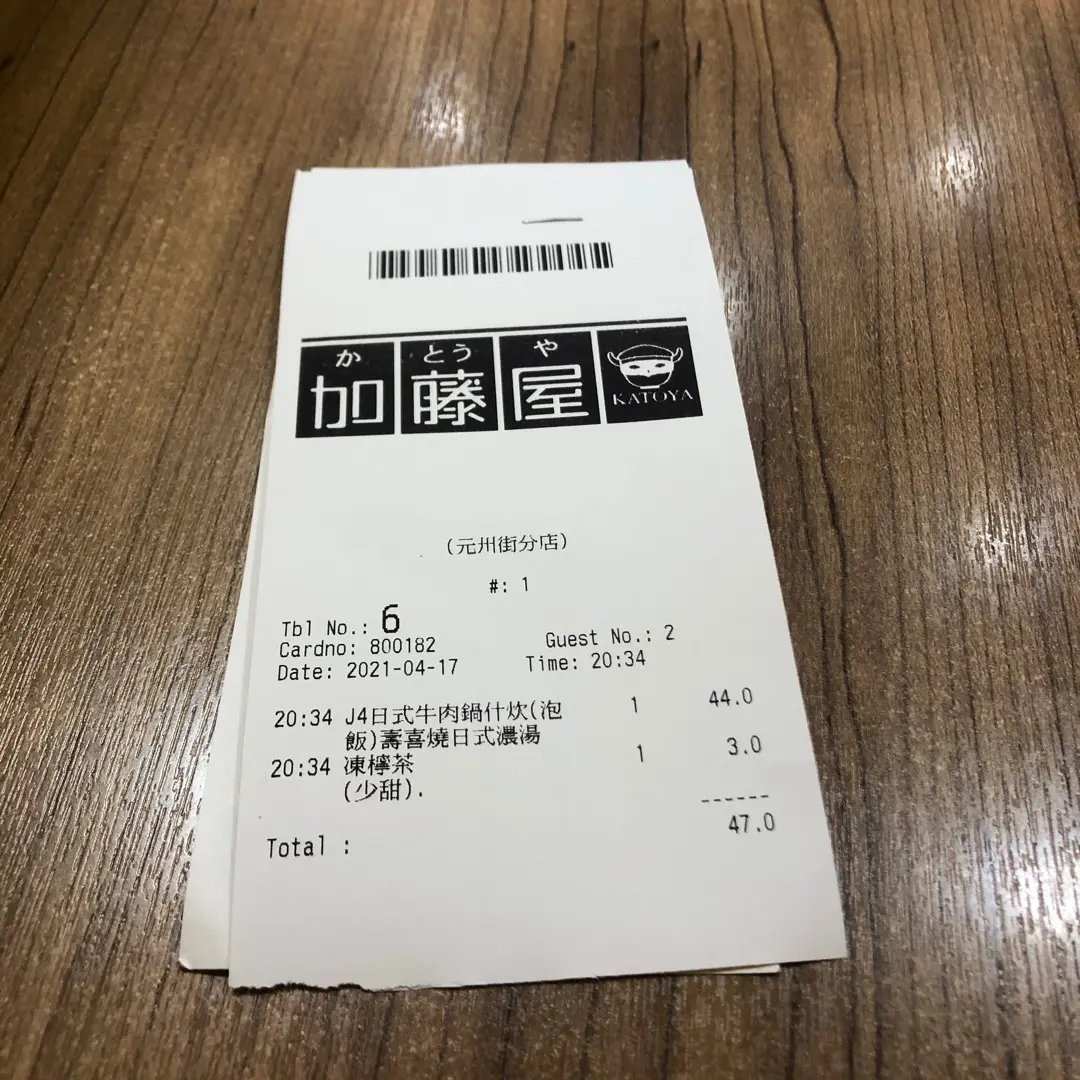 か とう や
加藤屋
KATOYA
(元州街分店)
#: 1
Tbl No.: 6
Cardno: 800182 Guest No.: 2
Date: 2021-04-17 Time: 20:34
20:34 J4日式牛肉鍋什炊(泡 1 44.0
飯)壽喜燒日式濃湯
20:34 凍檸茶 1 3.0
(少甜).
------
Total : 47.0